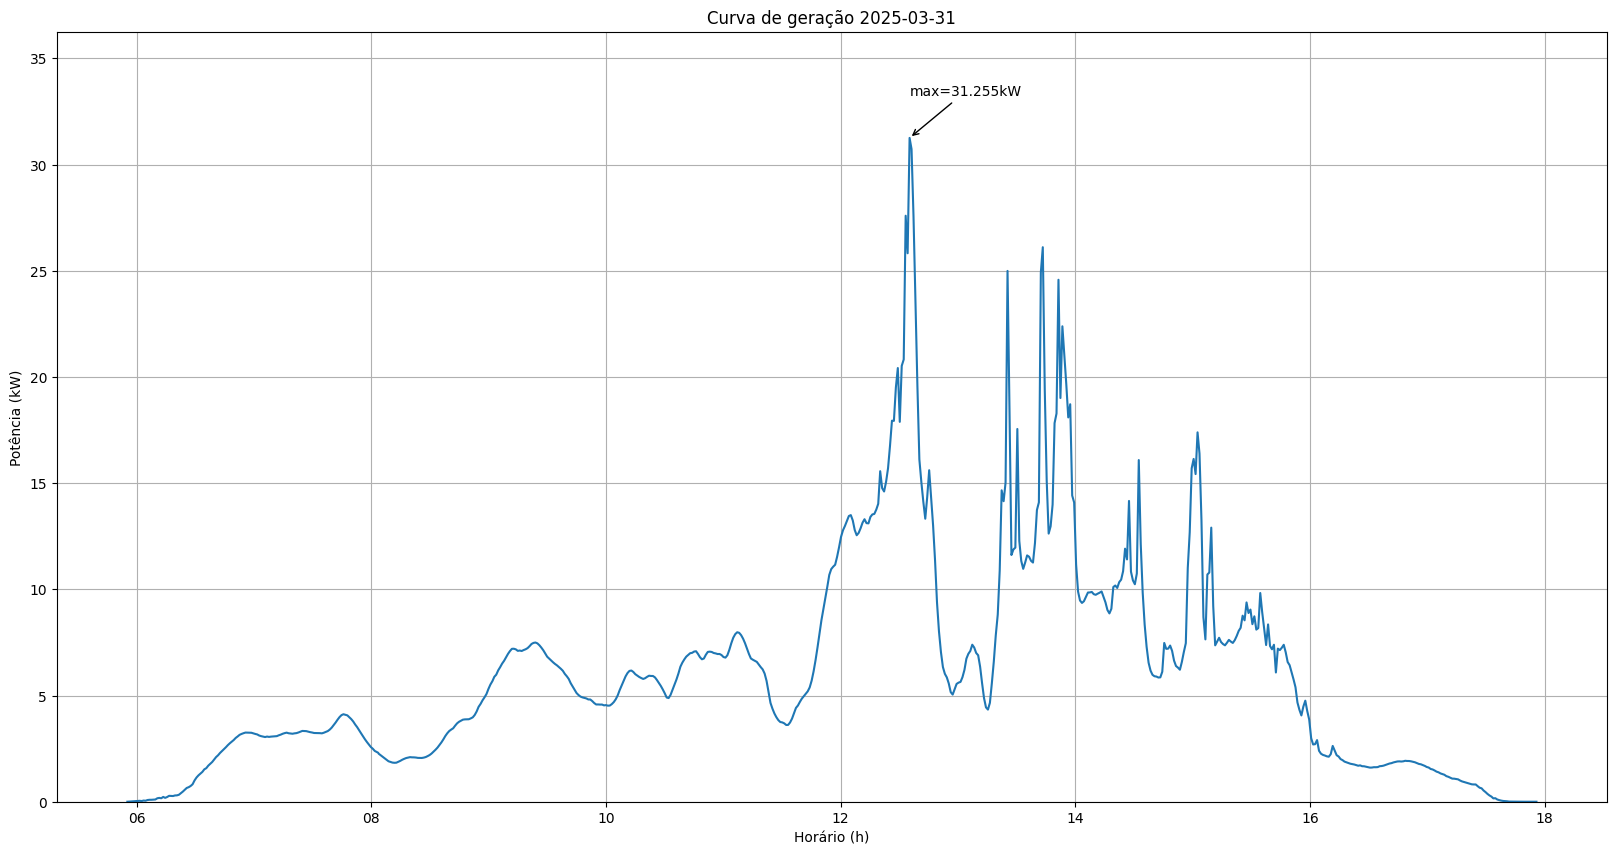 Curva de geração 2025-03-31
35
30
25
20
15
10
5
0
Potência (kW)
max=31.255kW
06 08 10 12 14 16 18
Horário (h)